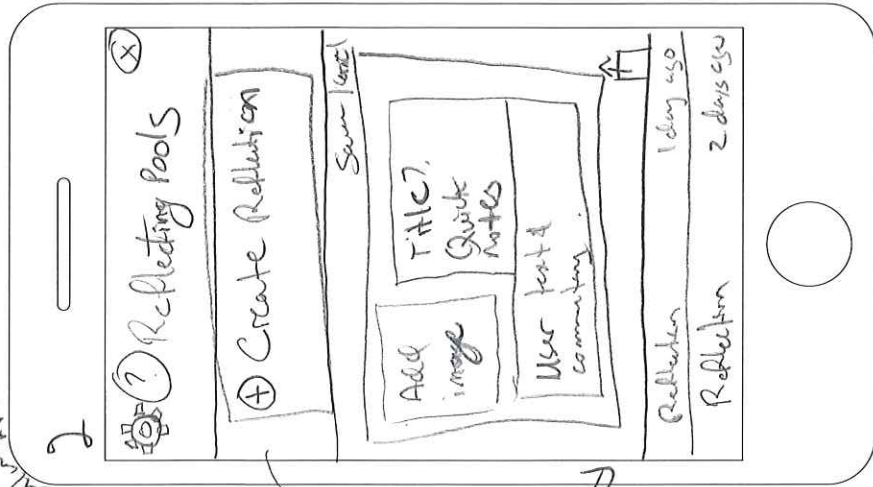 2
? Reflecting Pools X
+ Create Reflection
Save |
Add
image
Title?
Quick
notes
User text &
commentary
Reflection 1 day ago
Reflection 2 days ago